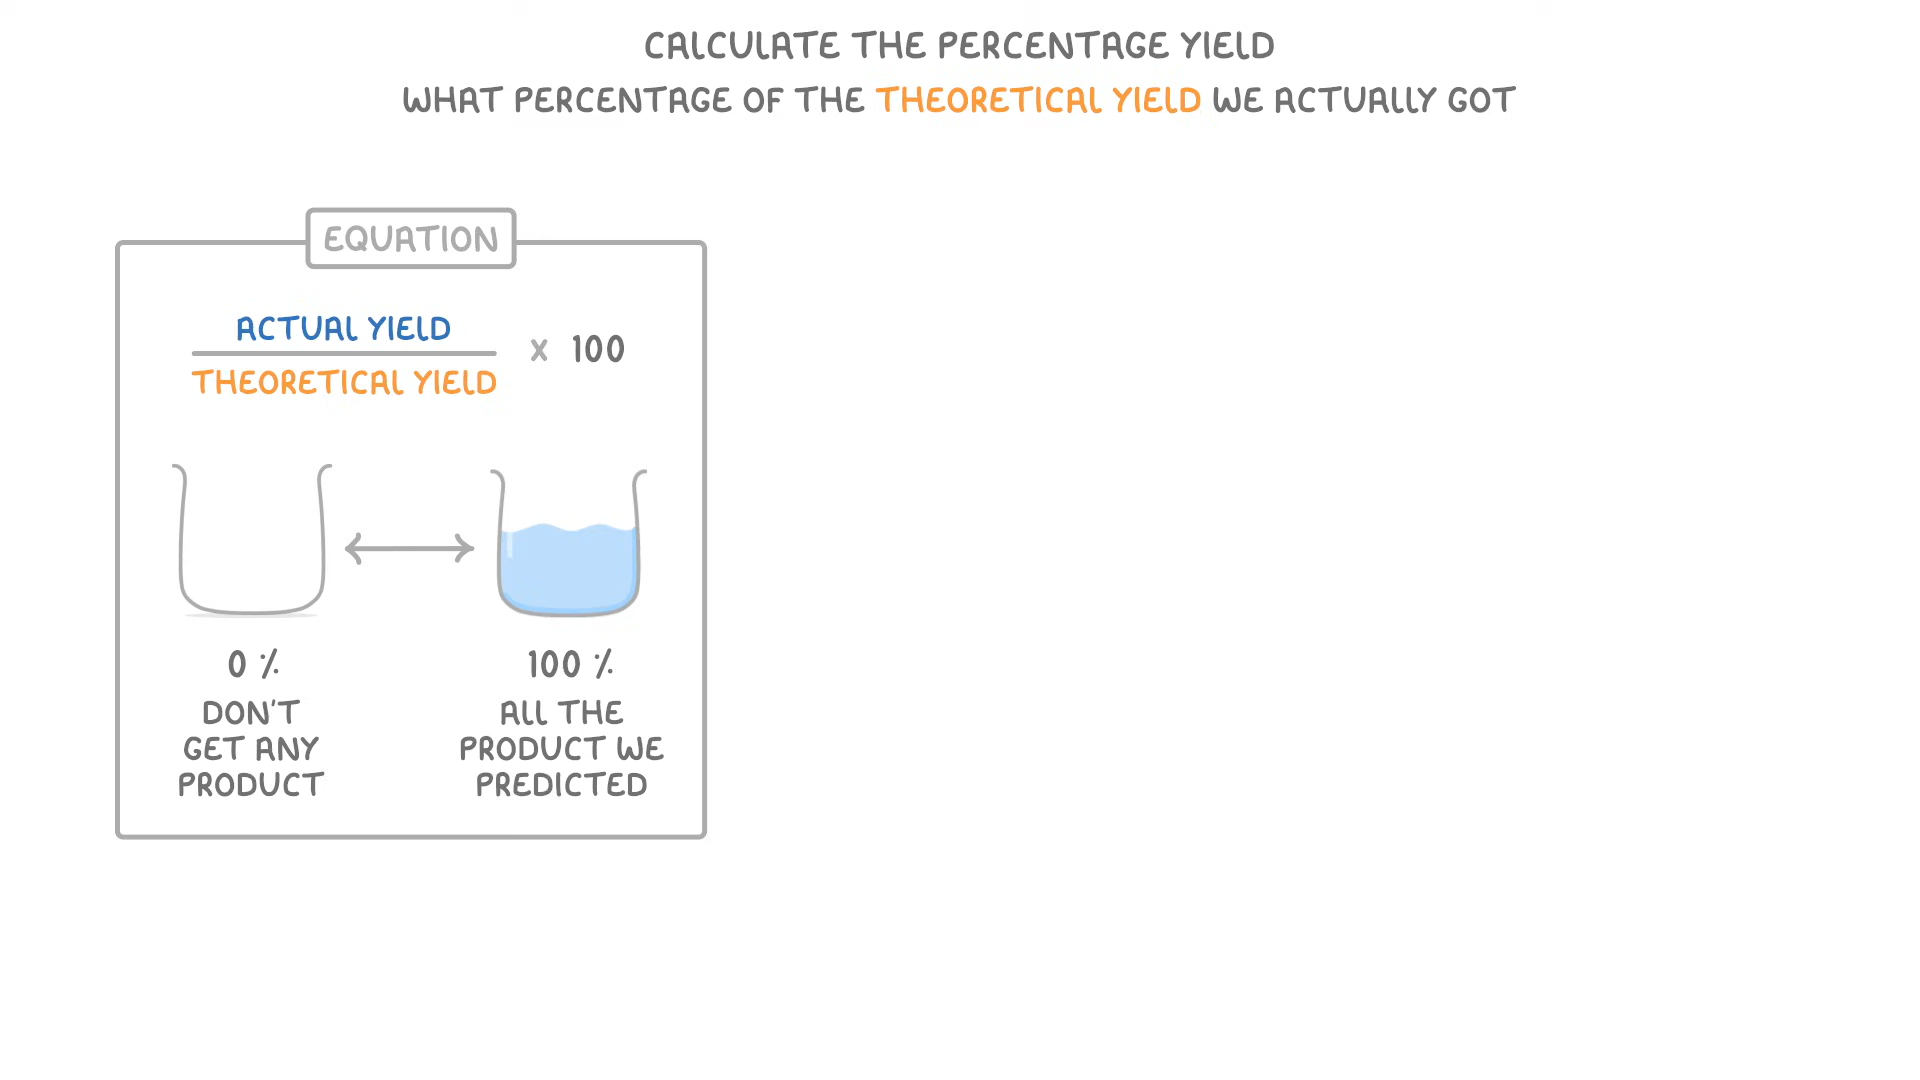 CALCULATE THE PERCENTAGE YIELD
WHAT PERCENTAGE OF THE THEORETICAL YIELD WE ACTUALLY GOT
EQUATION
ACTUAL YIELD
THEORETICAL YIELD
x 100
0 %
DON'T
GET ANY
PRODUCT
100 %
ALL THE
PRODUCT WE
PREDICTED